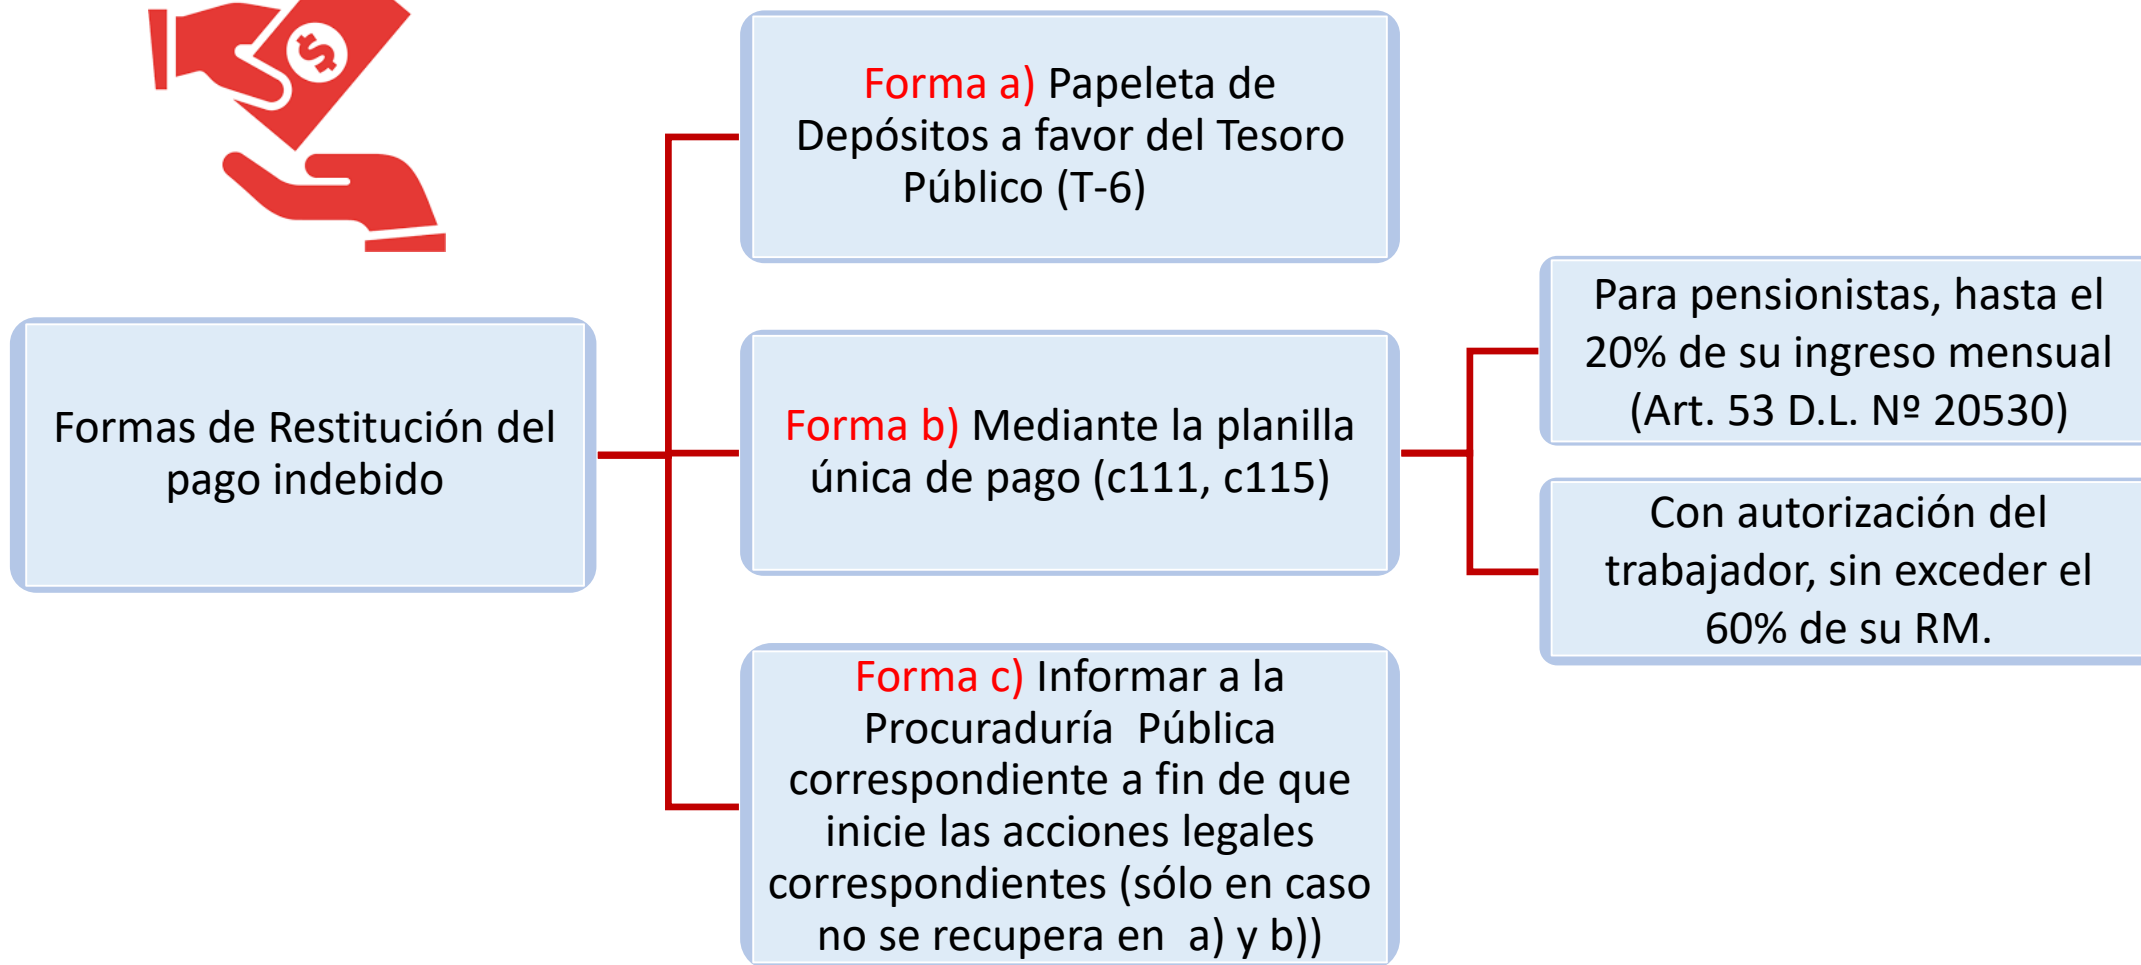 $
Forma a) Papeleta de
Depósitos a favor del Tesoro
Público (T-6)
Formas de Restitución del
pago indebido
Forma b) Mediante la planilla
única de pago (c111, c115)
Para pensionistas, hasta el
20% de su ingreso mensual
(Art. 53 D.L. Nº 20530)
Con autorización del
trabajador, sin exceder el
60% de su RM.
Forma c) Informar a la
Procuraduría  Pública
correspondiente a fin de que
inicie las acciones legales
correspondientes (sólo en caso
no se recupera en  a) y b))